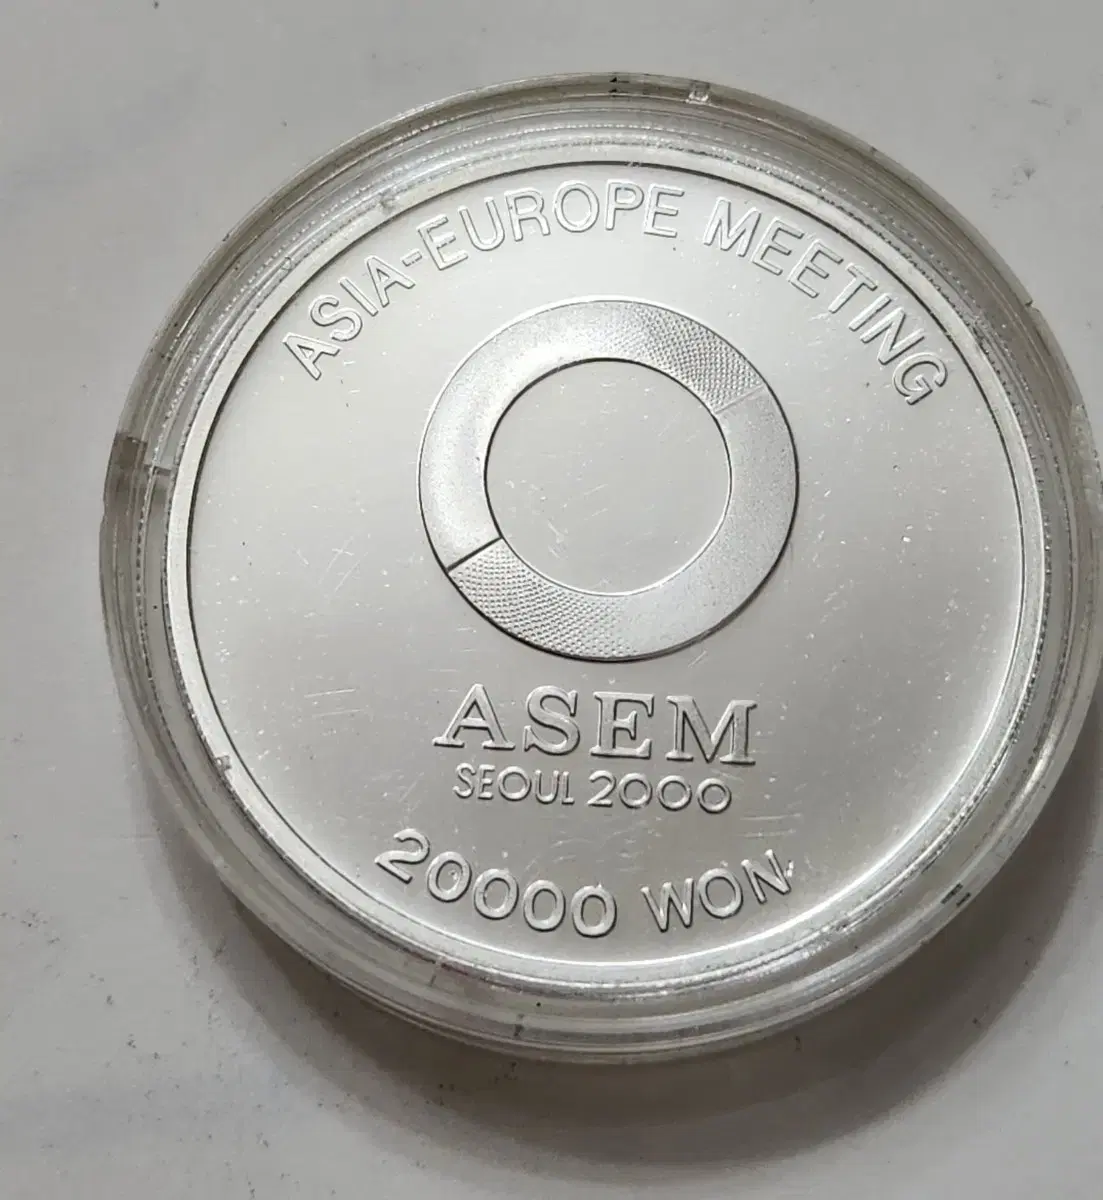 ASIA-EUROPE MEETING
ASEM
SEOUL 2000
20000 WON